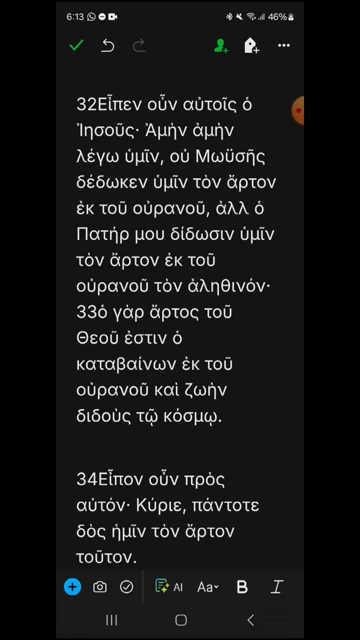 6:13 46%
32Εἶπεν οὖν αὐτοῖς ὁ
Ἰησοῦς· Ἀμὴν ἀμὴν
λέγω ὑμῖν, οὐ Μωϋσῆς
δέδωκεν ὑμῖν τὸν ἄρτον
ἐκ τοῦ οὐρανοῦ, ἀλλ ὁ
Πατήρ μου δίδωσιν ὑμῖν
τὸν ἄρτον ἐκ τοῦ
οὐρανοῦ τὸν ἀληθινόν·
33ὁ γὰρ ἄρτος τοῦ
Θεοῦ ἐστιν ὁ
καταβαίνων ἐκ τοῦ
οὐρανοῦ καὶ ζωὴν
διδοὺς τῷ κόσμῳ.
34Εἶπον οὖν πρὸς
αὐτόν· Κύριε, πάντοτε
δὸς ἡμῖν τὸν ἄρτον
τοῦτον.
AI Aa B I